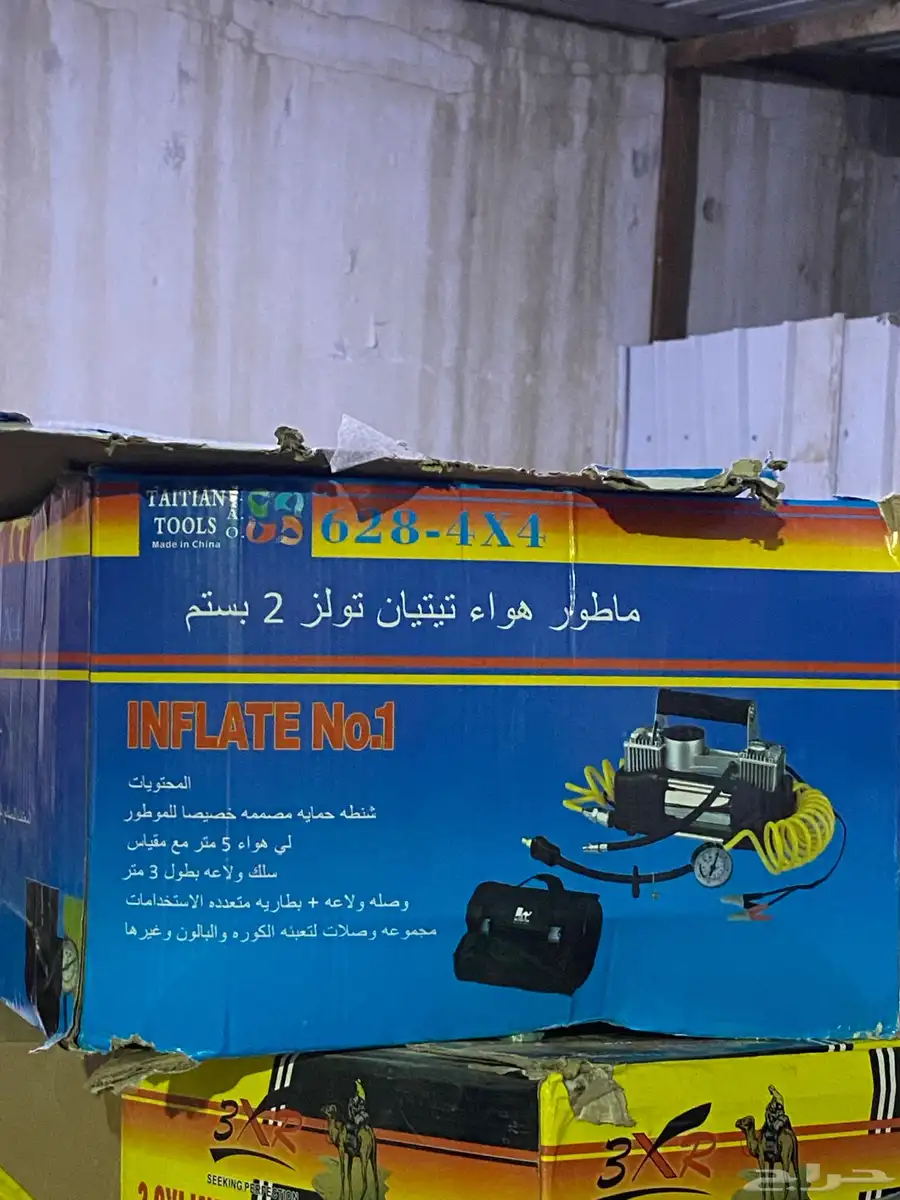 TAITIAN
TOOLS
Made in China
628-4X4
ماطور هواء تيتيان تولز 2 بستم
INFLATE No.1
المحتويات
شنطه حمايه مصممه خصيصا للموطور
لي هواء 5 متر مع مقياس
سلك ولاعه بطول 3 متر
وصله ولاعه + بطاريه متعدده الاستخدامات
مجموعه وصلات لتعبئه الكوره والبالون وغيرها
3XR
SEEKING PERFECTION
3XR
حراج